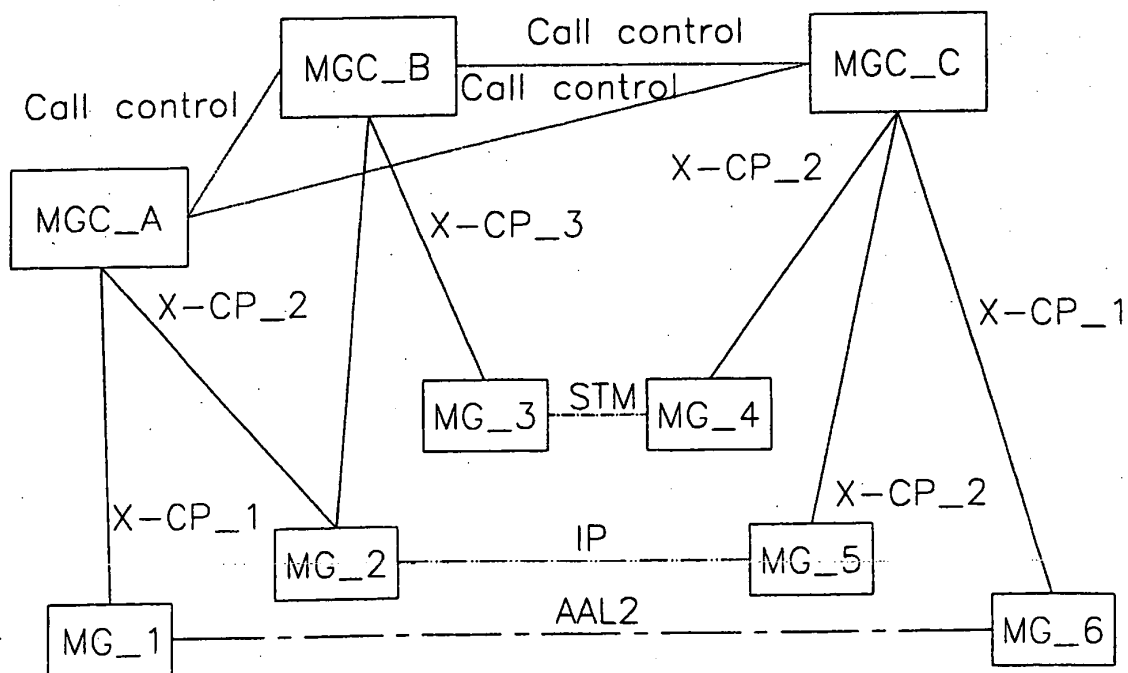 Call control
MGC_B
MGC_C
Call control
Call control
X-CP_2
MGC_A
X-CP_3
X-CP_2
X-CP_1
STM
MG_3
MG_4
X-CP_2
X-CP_1
IP
MG_2
MG_5
AAL2
MG_1
MG_6